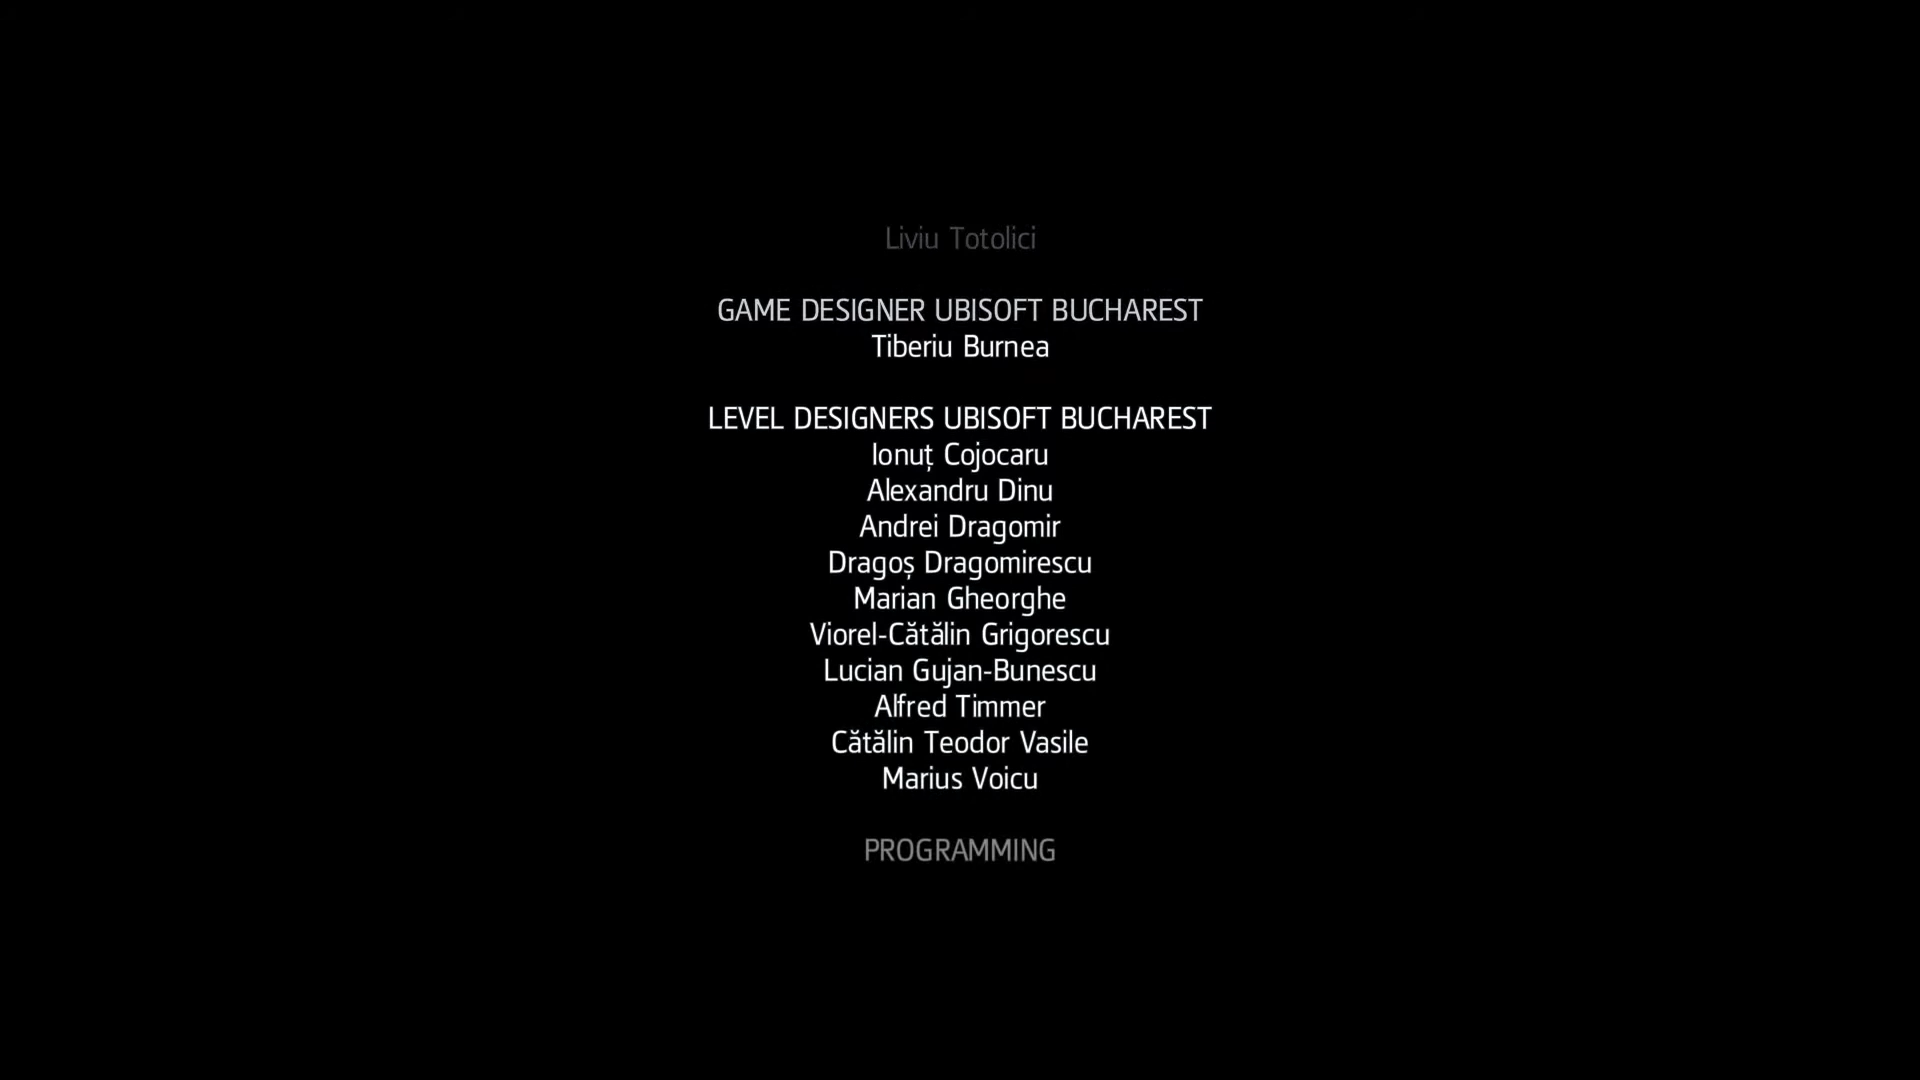 Liviu Totolici
GAME DESIGNER UBISOFT BUCHAREST
Tiberiu Burnea
LEVEL DESIGNERS UBISOFT BUCHAREST
Ionuț Cojocaru
Alexandru Dinu
Andrei Dragomir
Dragoș Dragomirescu
Marian Gheorghe
Viorel-Cătălin Grigorescu
Lucian Gujan-Bunescu
Alfred Timmer
Cătălin Teodor Vasile
Marius Voicu
PROGRAMMING